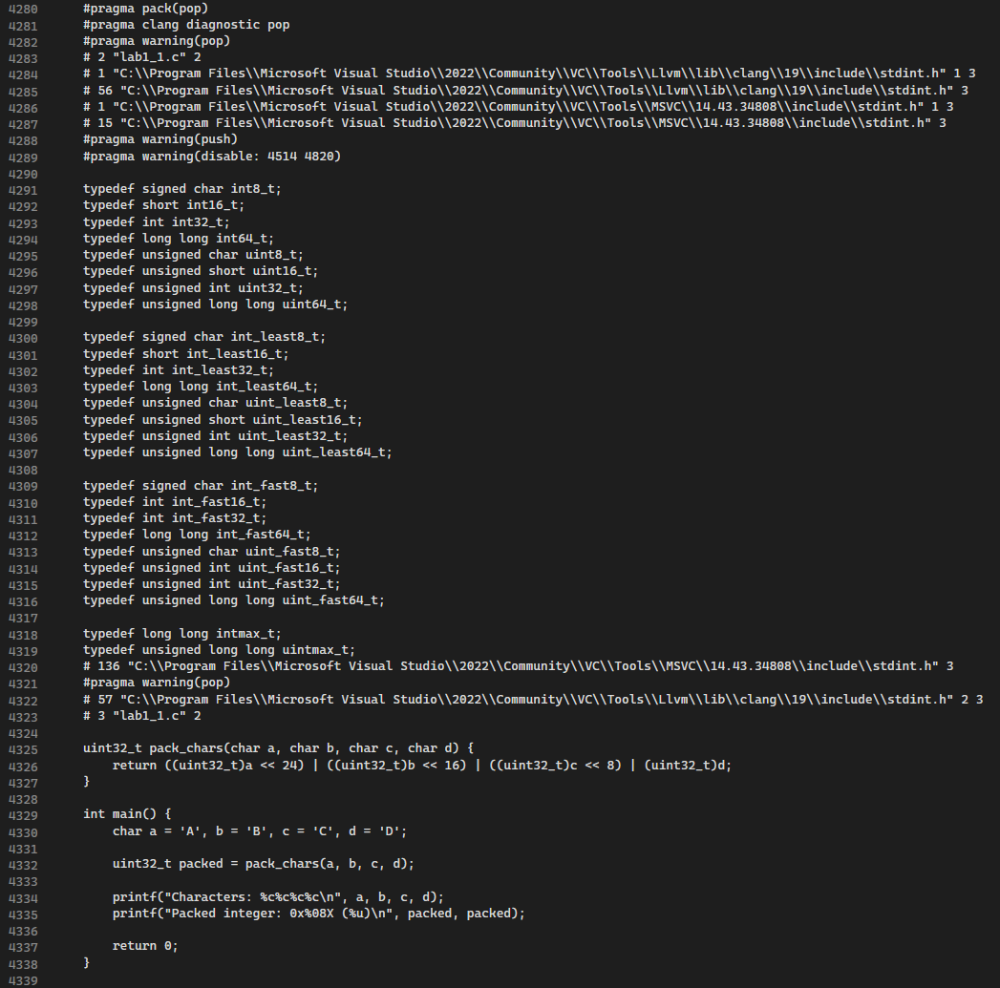 4280 #pragma pack(pop)
4281 #pragma clang diagnostic pop
4282 #pragma warning(pop)
4283 # 2 "lab1_1.c" 2
4284 # 1 "C:\\Program Files\\Microsoft Visual Studio\\2022\\Community\\VC\\Tools\\Llvm\\lib\\clang\\19\\include\\stdint.h" 1 3
4285 # 56 "C:\\Program Files\\Microsoft Visual Studio\\2022\\Community\\VC\\Tools\\Llvm\\lib\\clang\\19\\include\\stdint.h" 3
4286 # 1 "C:\\Program Files\\Microsoft Visual Studio\\2022\\Community\\VC\\Tools\\MSVC\\14.43.34808\\include\\stdint.h" 1 3
4287 # 15 "C:\\Program Files\\Microsoft Visual Studio\\2022\\Community\\VC\\Tools\\MSVC\\14.43.34808\\include\\stdint.h" 3
4288 #pragma warning(push)
4289 #pragma warning(disable: 4514 4820)
4290
4291 typedef signed char int8_t;
4292 typedef short int16_t;
4293 typedef int int32_t;
4294 typedef long long int64_t;
4295 typedef unsigned char uint8_t;
4296 typedef unsigned short uint16_t;
4297 typedef unsigned int uint32_t;
4298 typedef unsigned long long uint64_t;
4299
4300 typedef signed char int_least8_t;
4301 typedef short int_least16_t;
4302 typedef int int_least32_t;
4303 typedef long long int_least64_t;
4304 typedef unsigned char uint_least8_t;
4305 typedef unsigned short uint_least16_t;
4306 typedef unsigned int uint_least32_t;
4307 typedef unsigned long long uint_least64_t;
4308
4309 typedef signed char int_fast8_t;
4310 typedef int int_fast16_t;
4311 typedef int int_fast32_t;
4312 typedef long long int_fast64_t;
4313 typedef unsigned char uint_fast8_t;
4314 typedef unsigned int uint_fast16_t;
4315 typedef unsigned int uint_fast32_t;
4316 typedef unsigned long long uint_fast64_t;
4317
4318 typedef long long intmax_t;
4319 typedef unsigned long long uintmax_t;
4320 # 136 "C:\\Program Files\\Microsoft Visual Studio\\2022\\Community\\VC\\Tools\\MSVC\\14.43.34808\\include\\stdint.h" 3
4321 #pragma warning(pop)
4322 # 57 "C:\\Program Files\\Microsoft Visual Studio\\2022\\Community\\VC\\Tools\\Llvm\\lib\\clang\\19\\include\\stdint.h" 2 3
4323 # 3 "lab1_1.c" 2
4324
4325 uint32_t pack_chars(char a, char b, char c, char d) {
4326     return ((uint32_t)a << 24) | ((uint32_t)b << 16) | ((uint32_t)c << 8) | (uint32_t)d;
4327 }
4328
4329 int main() {
4330     char a = 'A', b = 'B', c = 'C', d = 'D';
4331
4332     uint32_t packed = pack_chars(a, b, c, d);
4333
4334     printf("Characters: %c%c%c%c\n", a, b, c, d);
4335     printf("Packed integer: 0x%08X (%u)\n", packed, packed);
4336
4337     return 0;
4338 }
4339